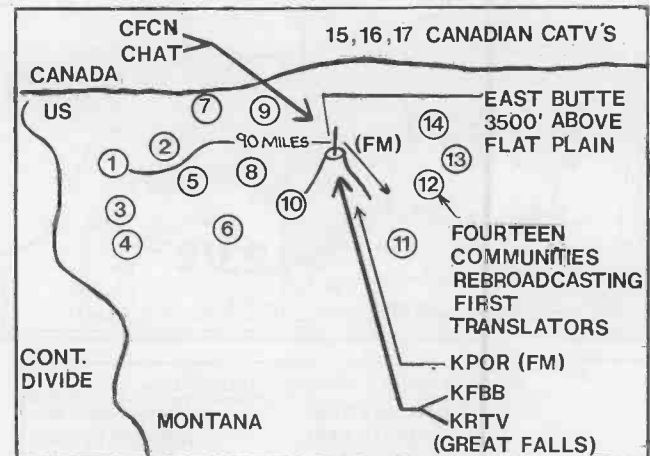 CFCN
CHAT
15,16,17 CANADIAN CATV'S
CANADA
US
7
9
EAST BUTTE
3500' ABOVE
FLAT PLAIN
14
2
90 MILES
(FM)
13
1
5
8
12
3
10
4
6
11
FOURTEEN
COMMUNITIES
REBROADCASTING
FIRST
TRANSLATORS
CONT.
DIVIDE
KPOR (FM)
KFBB
MONTANA
KRTV
(GREAT FALLS)